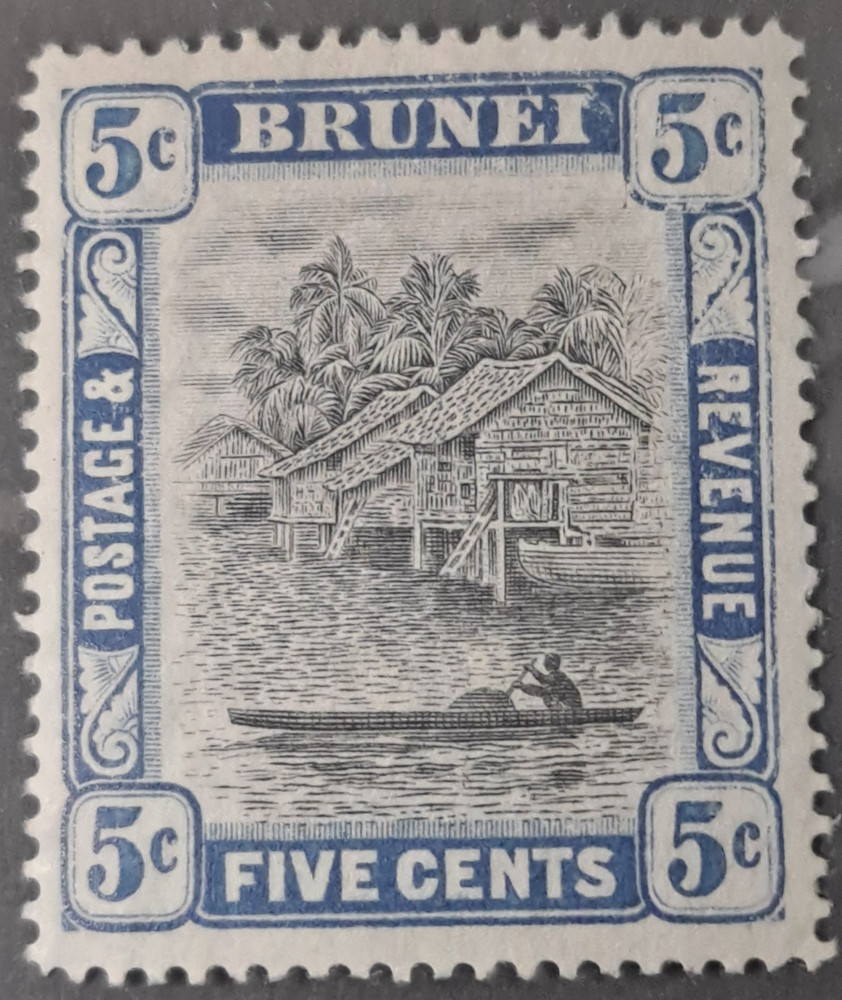 5c BRUNEI 5c
POSTAGE &
REVENUE
5c FIVE CENTS 5c